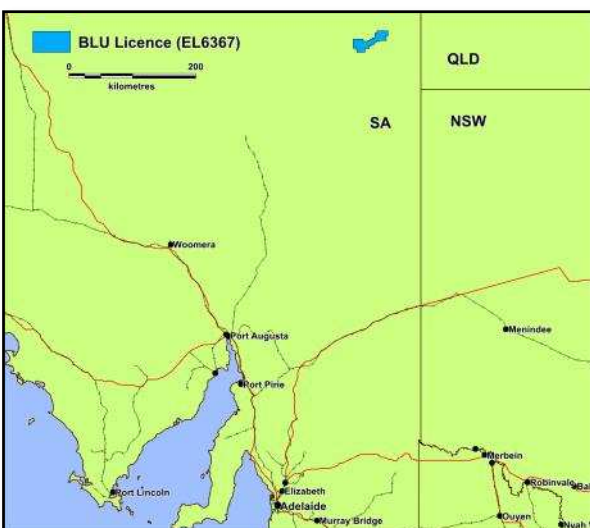 BLU Licence (EL6367)
0 200
kilometres
QLD
SA NSW
Woomera
Port Augusta
Menindee
Port Pirie
Merbein
Robinvale
Elizabeth
Port Lincoln
Adelaide
Ouyen
Murray Bridge